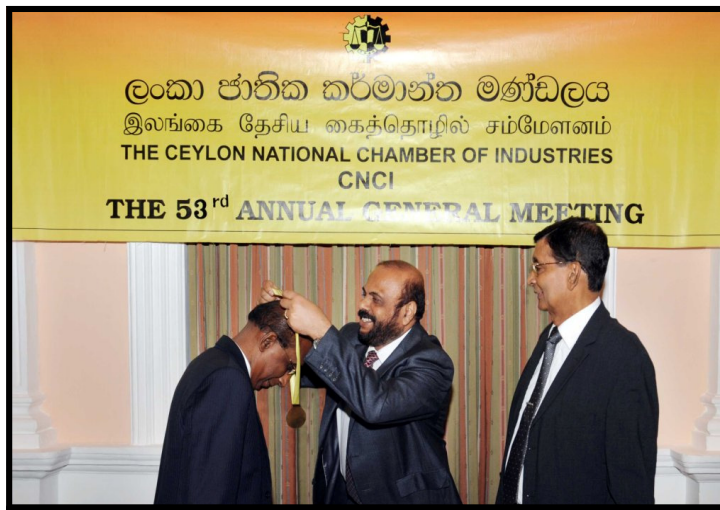 ලංකා ජාතික කර්මාන්ත මණ්ඩලය
இலங்கை தேசிய கைத்தொழில் சம்மேளனம்
THE CEYLON NATIONAL CHAMBER OF INDUSTRIES
CNCI
THE 53rd ANNUAL GENERAL MEETING